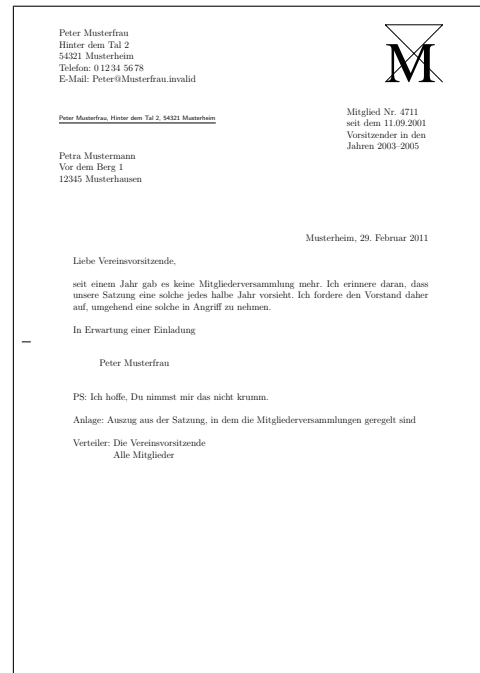 Peter Musterfrau
Hinter dem Tal 2
54321 Musterheim
Telefon: 0 12 34 56 78
E-Mail: Peter@Musterfrau.invalid
M
Peter Musterfrau, Hinter dem Tal 2, 54321 Musterheim
Mitglied Nr. 4711
seit dem 11.09.2001
Vorsitzender in den
Jahren 2003–2005
Petra Mustermann
Vor dem Berg 1
12345 Musterhausen
Musterheim, 29. Februar 2011
Liebe Vereinsvorsitzende,
seit einem Jahr gab es keine Mitgliederversammlung mehr. Ich erinnere daran, dass
unsere Satzung eine solche jedes halbe Jahr vorsieht. Ich fordere den Vorstand daher
auf, umgehend eine solche in Angriff zu nehmen.
In Erwartung einer Einladung
Peter Musterfrau
PS: Ich hoffe, Du nimmst mir das nicht krumm.
Anlage: Auszug aus der Satzung, in dem die Mitgliederversammlungen geregelt sind
Verteiler: Die Vereinsvorsitzende
Alle Mitglieder